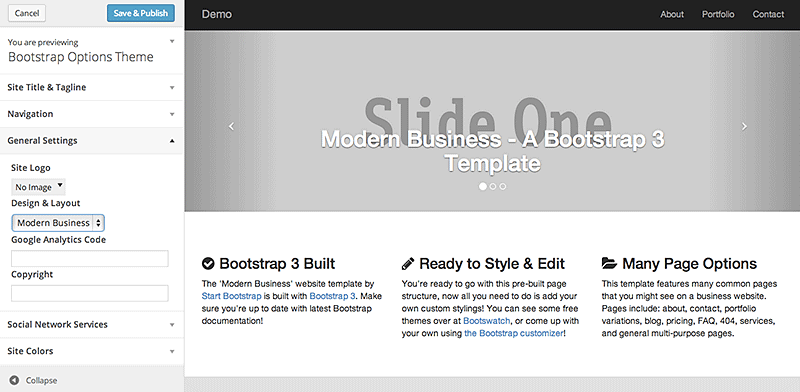 Cancel
Save & Publish
You are previewing
Bootstrap Options Theme
Site Title & Tagline
Navigation
General Settings
Site Logo
No Image
Design & Layout
Modern Business
Google Analytics Code
Copyright
Social Network Services
Site Colors
Collapse
Demo
About
Portfolio
Contact
Slide One
Modern Business - A Bootstrap 3
Template
Bootstrap 3 Built
The 'Modern Business' website template by
Start Bootstrap is built with Bootstrap 3. Make
sure you're up to date with latest Bootstrap
documentation!
Ready to Style & Edit
You're ready to go with this pre-built page
structure, now all you need to do is add your
own custom stylings! You can see some free
themes over at Bootswatch, or come up with
your own using the Bootstrap customizer!
Many Page Options
This template features many common pages
that you might see on a business website.
Pages include: about, contact, portfolio
variations, blog, pricing, FAQ, 404, services,
and general multi-purpose pages.